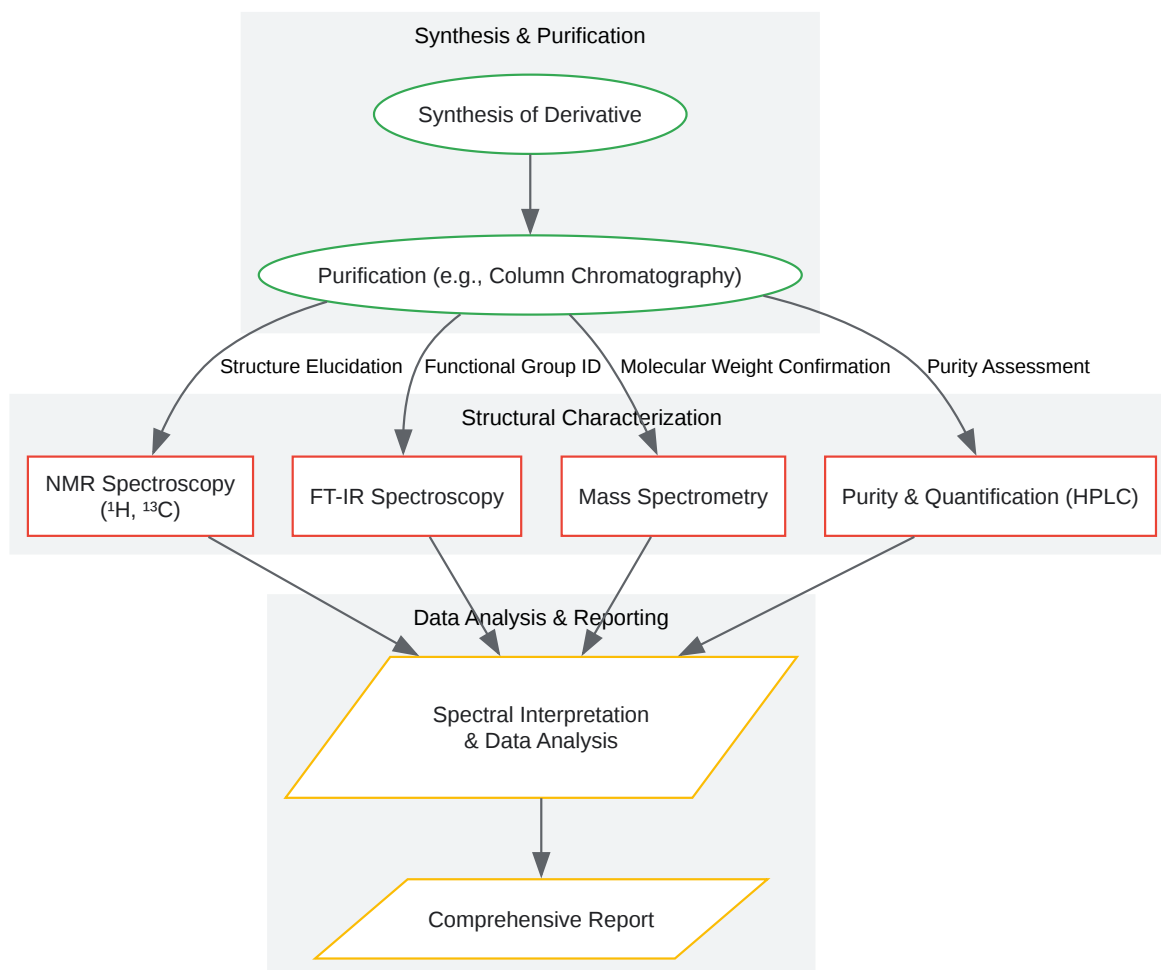 Synthesis & Purification
Synthesis of Derivative
Purification (e.g., Column Chromatography)
Structure Elucidation
Functional Group ID
Molecular Weight Confirmation
Purity Assessment
Structural Characterization
NMR Spectroscopy
(¹H, ¹³C)
FT-IR Spectroscopy
Mass Spectrometry
Purity & Quantification (HPLC)
Data Analysis & Reporting
Spectral Interpretation
& Data Analysis
Comprehensive Report